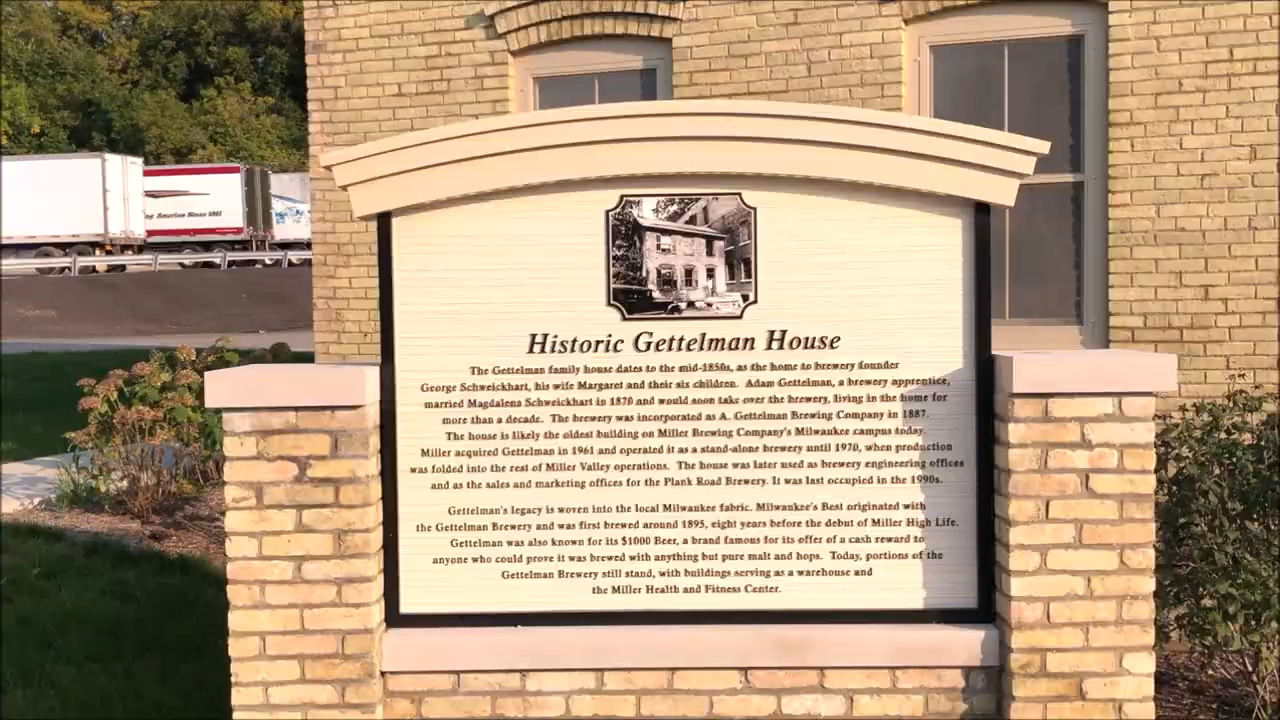 ng America Since 1961
Historic Gettelman House
The Gettelman family house dates to the mid-1850s, as the home to brewery founder
George Schweickhart, his wife Margaret and their six children. Adam Gettelman, a brewery apprentice,
married Magdalena Schweickhart in 1870 and would soon take over the brewery, living in the home for
more than a decade. The brewery was incorporated as A. Gettelman Brewing Company in 1887.
The house is likely the oldest building on Miller Brewing Company's Milwaukee campus today.
Miller acquired Gettelman in 1961 and operated it as a stand-alone brewery until 1970, when production
was folded into the rest of Miller Valley operations. The house was later used as brewery engineering offices
and as the sales and marketing offices for the Plank Road Brewery. It was last occupied in the 1990s.
Gettelman's legacy is woven into the local Milwaukee fabric. Milwaukee's Best originated with
the Gettelman Brewery and was first brewed around 1895, eight years before the debut of Miller High Life.
Gettelman was also known for its $1000 Beer, a brand famous for its offer of a cash reward to
anyone who could prove it was brewed with anything but pure malt and hops. Today, portions of the
Gettelman Brewery still stand, with buildings serving as a warehouse and
the Miller Health and Fitness Center.